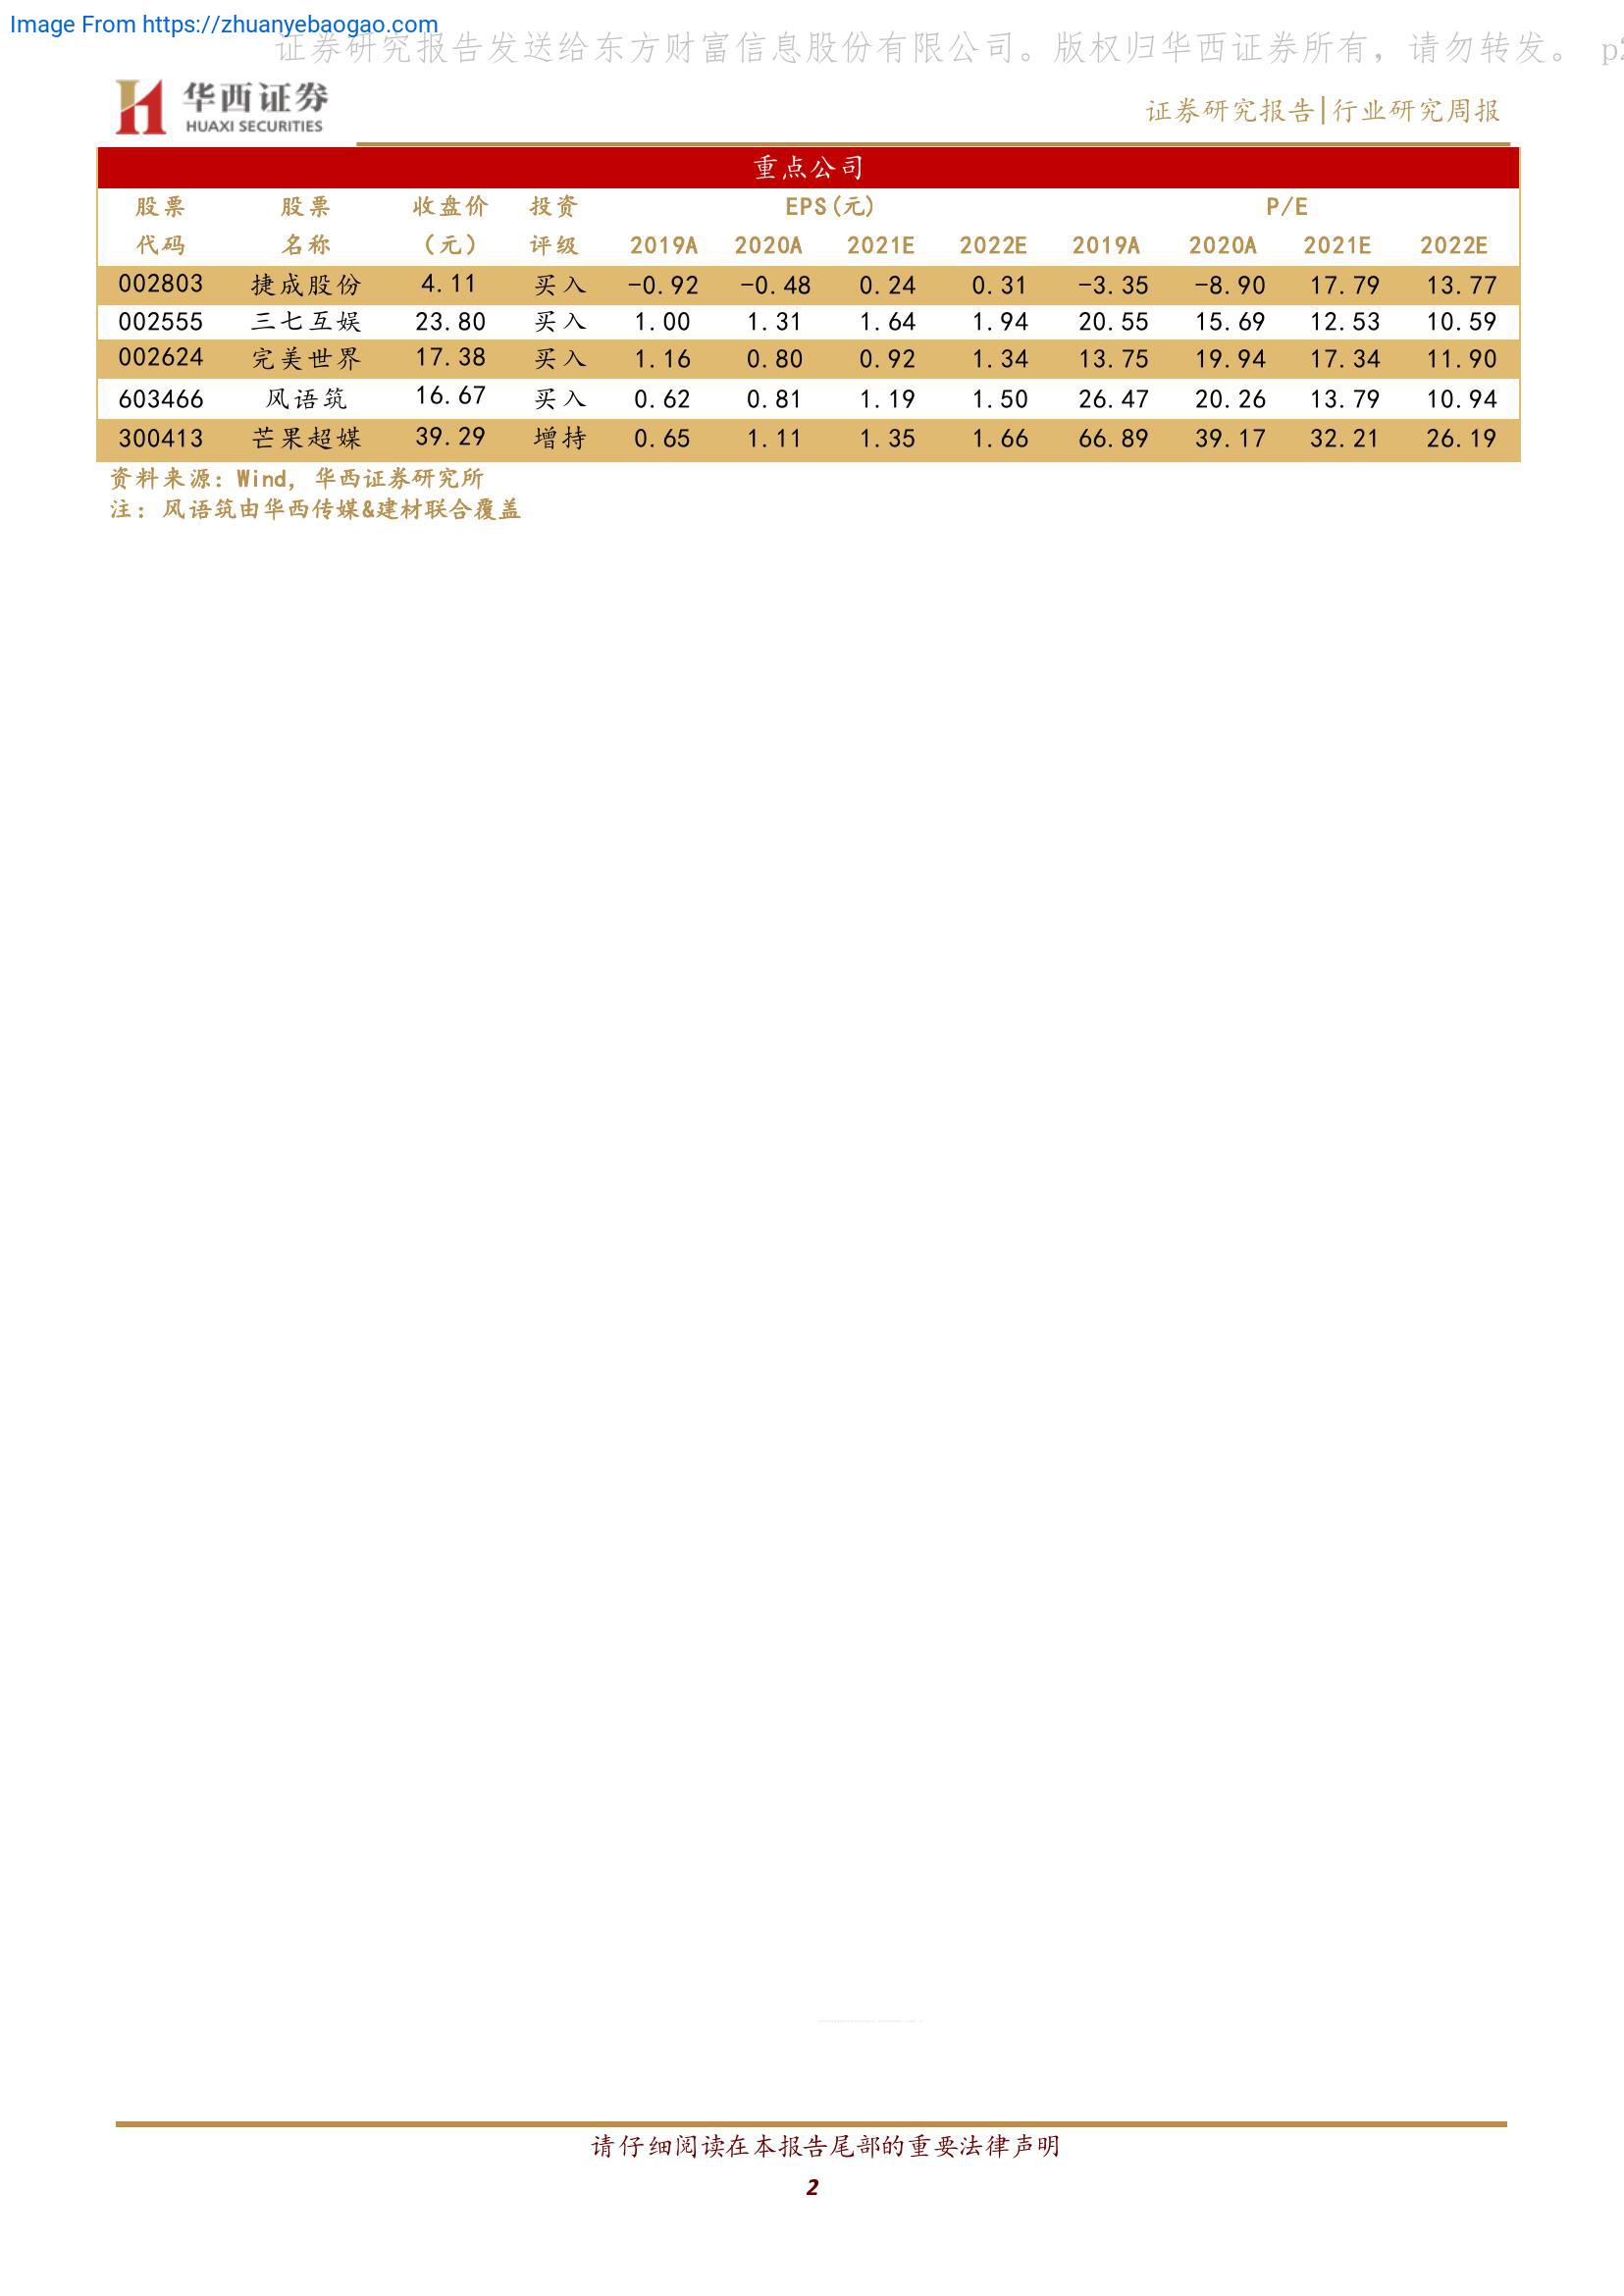 Image From https://zhuanyebaogao.com
证券研究报告发送给东方财富信息股份有限公司。版权归华西证券所有，请勿转发。 p2
华西证券
HUAXI SECURITIES
证券研究报告|行业研究周报
重点公司
股票 股票 收盘价 投资 EPS(元) P/E
代码 名称 （元） 评级 2019A 2020A 2021E 2022E 2019A 2020A 2021E 2022E
002803 捷成股份 4.11 买入 -0.92 -0.48 0.24 0.31 -3.35 -8.90 17.79 13.77
002555 三七互娱 23.80 买入 1.00 1.31 1.64 1.94 20.55 15.69 12.53 10.59
002624 完美世界 17.38 买入 1.16 0.80 0.92 1.34 13.75 19.94 17.34 11.90
603466 风语筑 16.67 买入 0.62 0.81 1.19 1.50 26.47 20.26 13.79 10.94
300413 芒果超媒 39.29 增持 0.65 1.11 1.35 1.66 66.89 39.17 32.21 26.19
资料来源：Wind，华西证券研究所
注：风语筑由华西传媒&建材联合覆盖
请仔细阅读在本报告尾部的重要法律声明
2